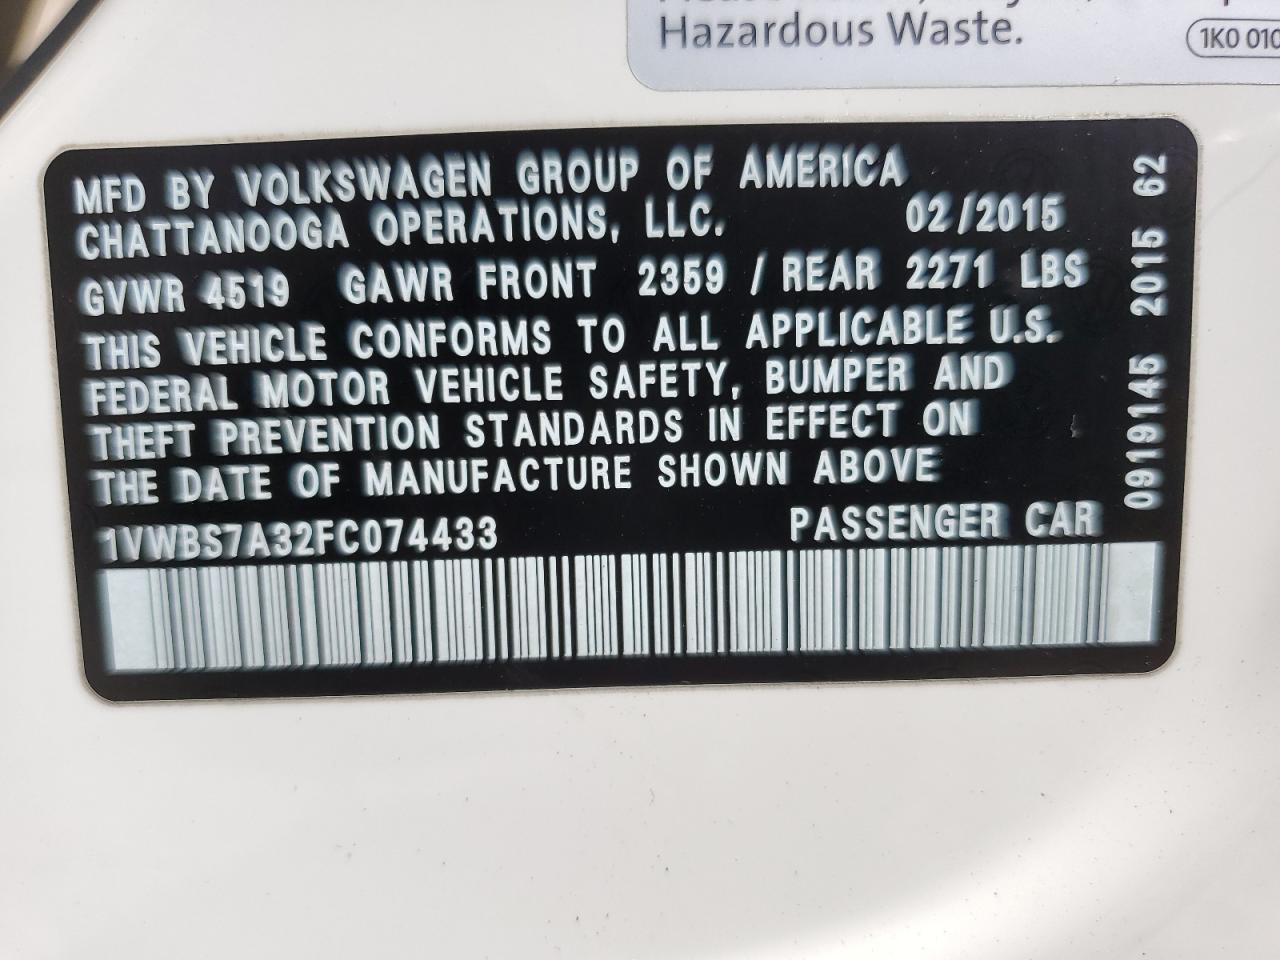 Hazardous Waste.
1K0 010
MFD BY VOLKSWAGEN GROUP OF AMERICA
CHATTANOOGA OPERATIONS, LLC. 02/2015
GVWR 4519 GAWR FRONT 2359 / REAR 2271 LBS
THIS VEHICLE CONFORMS TO ALL APPLICABLE U.S.
FEDERAL MOTOR VEHICLE SAFETY, BUMPER AND
THEFT PREVENTION STANDARDS IN EFFECT ON
THE DATE OF MANUFACTURE SHOWN ABOVE
1VWBS7A32FC074433 PASSENGER CAR
0919145 2015 62